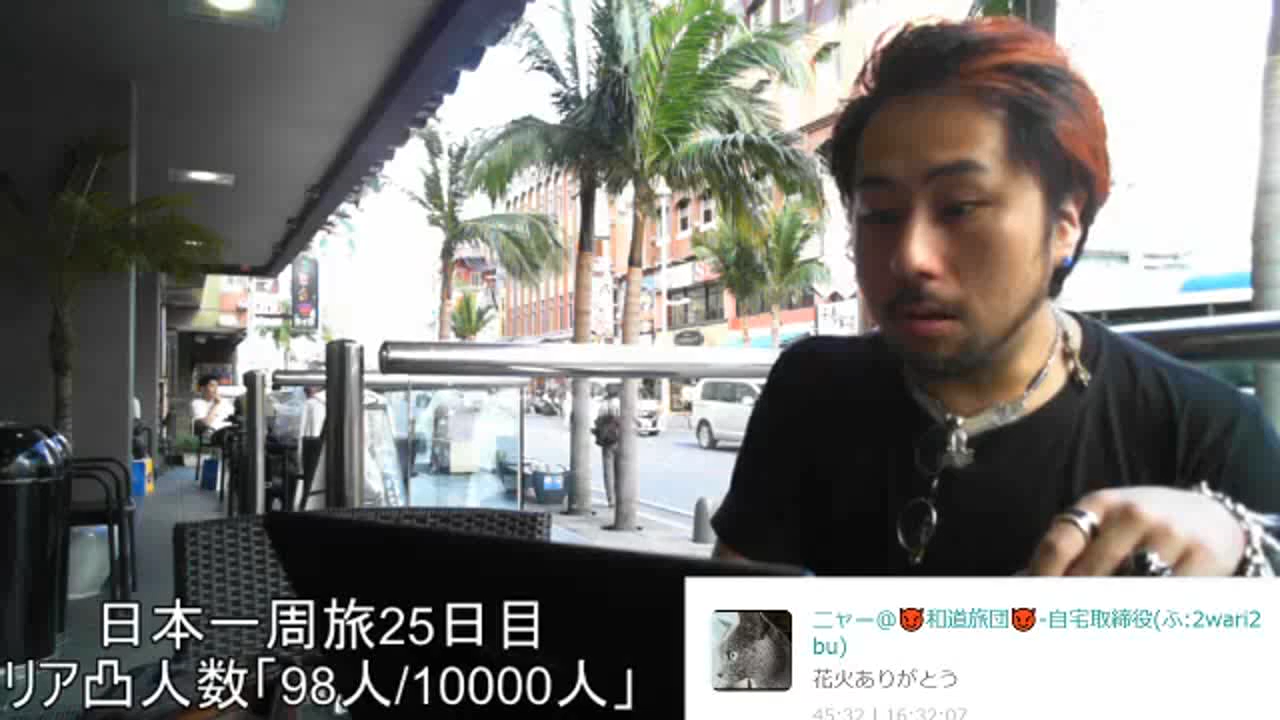 日本一周旅25日目
リア凸人数「98人/10000人」
ニャー@👿和道旅団👿-自宅取締役(ふ:2wari2
bu)
花火ありがとう
45:32 | 16:32:07